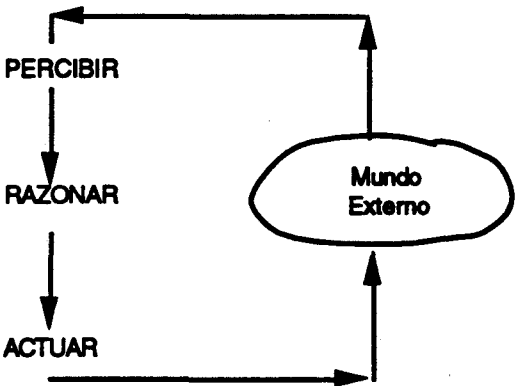 PERCIBIR
RAZONAR
ACTUAR
Mundo
Externo